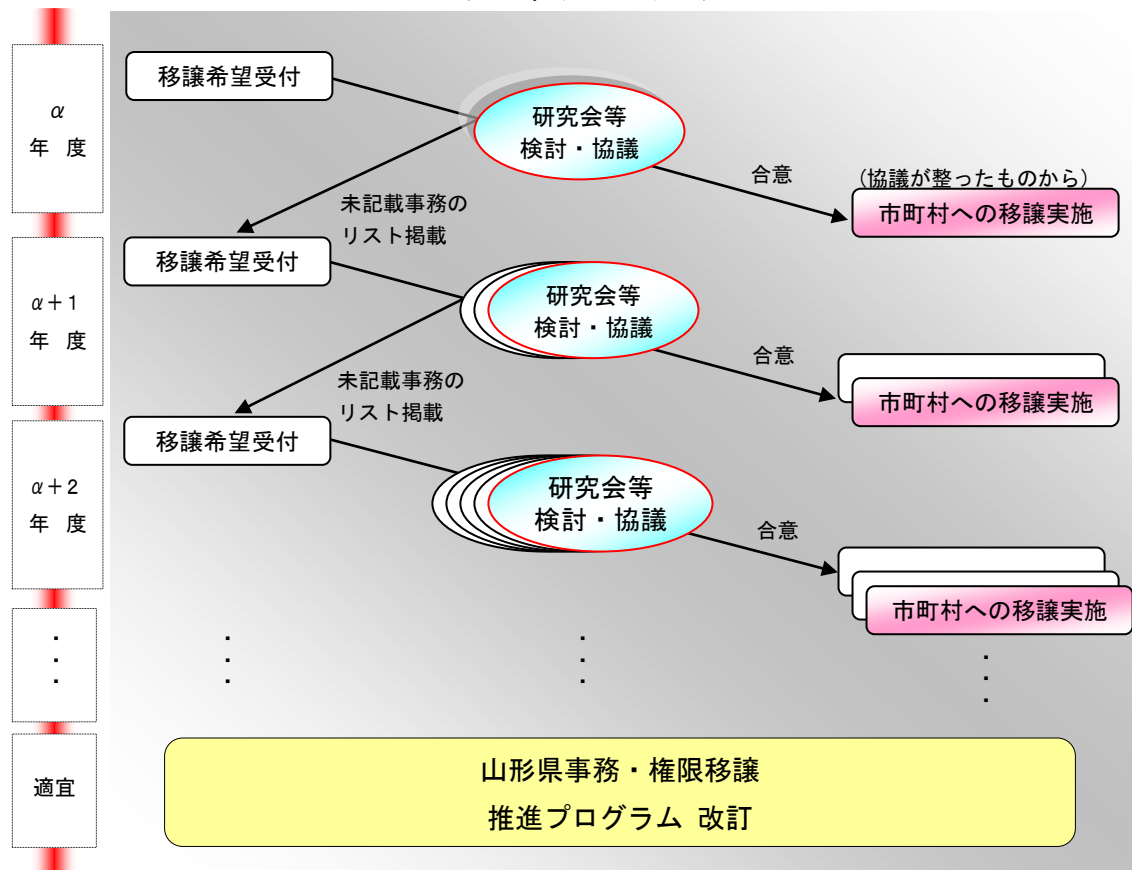 α
年 度
移譲希望受付
研究会等
検討・協議
合意
(協議が整ったものから)
市町村への移譲実施
未記載事務の
リスト掲載
α+1
年 度
移譲希望受付
研究会等
検討・協議
合意
市町村への移譲実施
未記載事務の
リスト掲載
α+2
年 度
移譲希望受付
研究会等
検討・協議
合意
市町村への移譲実施
・
・
・
・
・
・
・
・
・
・
・
・
適宜
山形県事務・権限移譲
推進プログラム 改訂